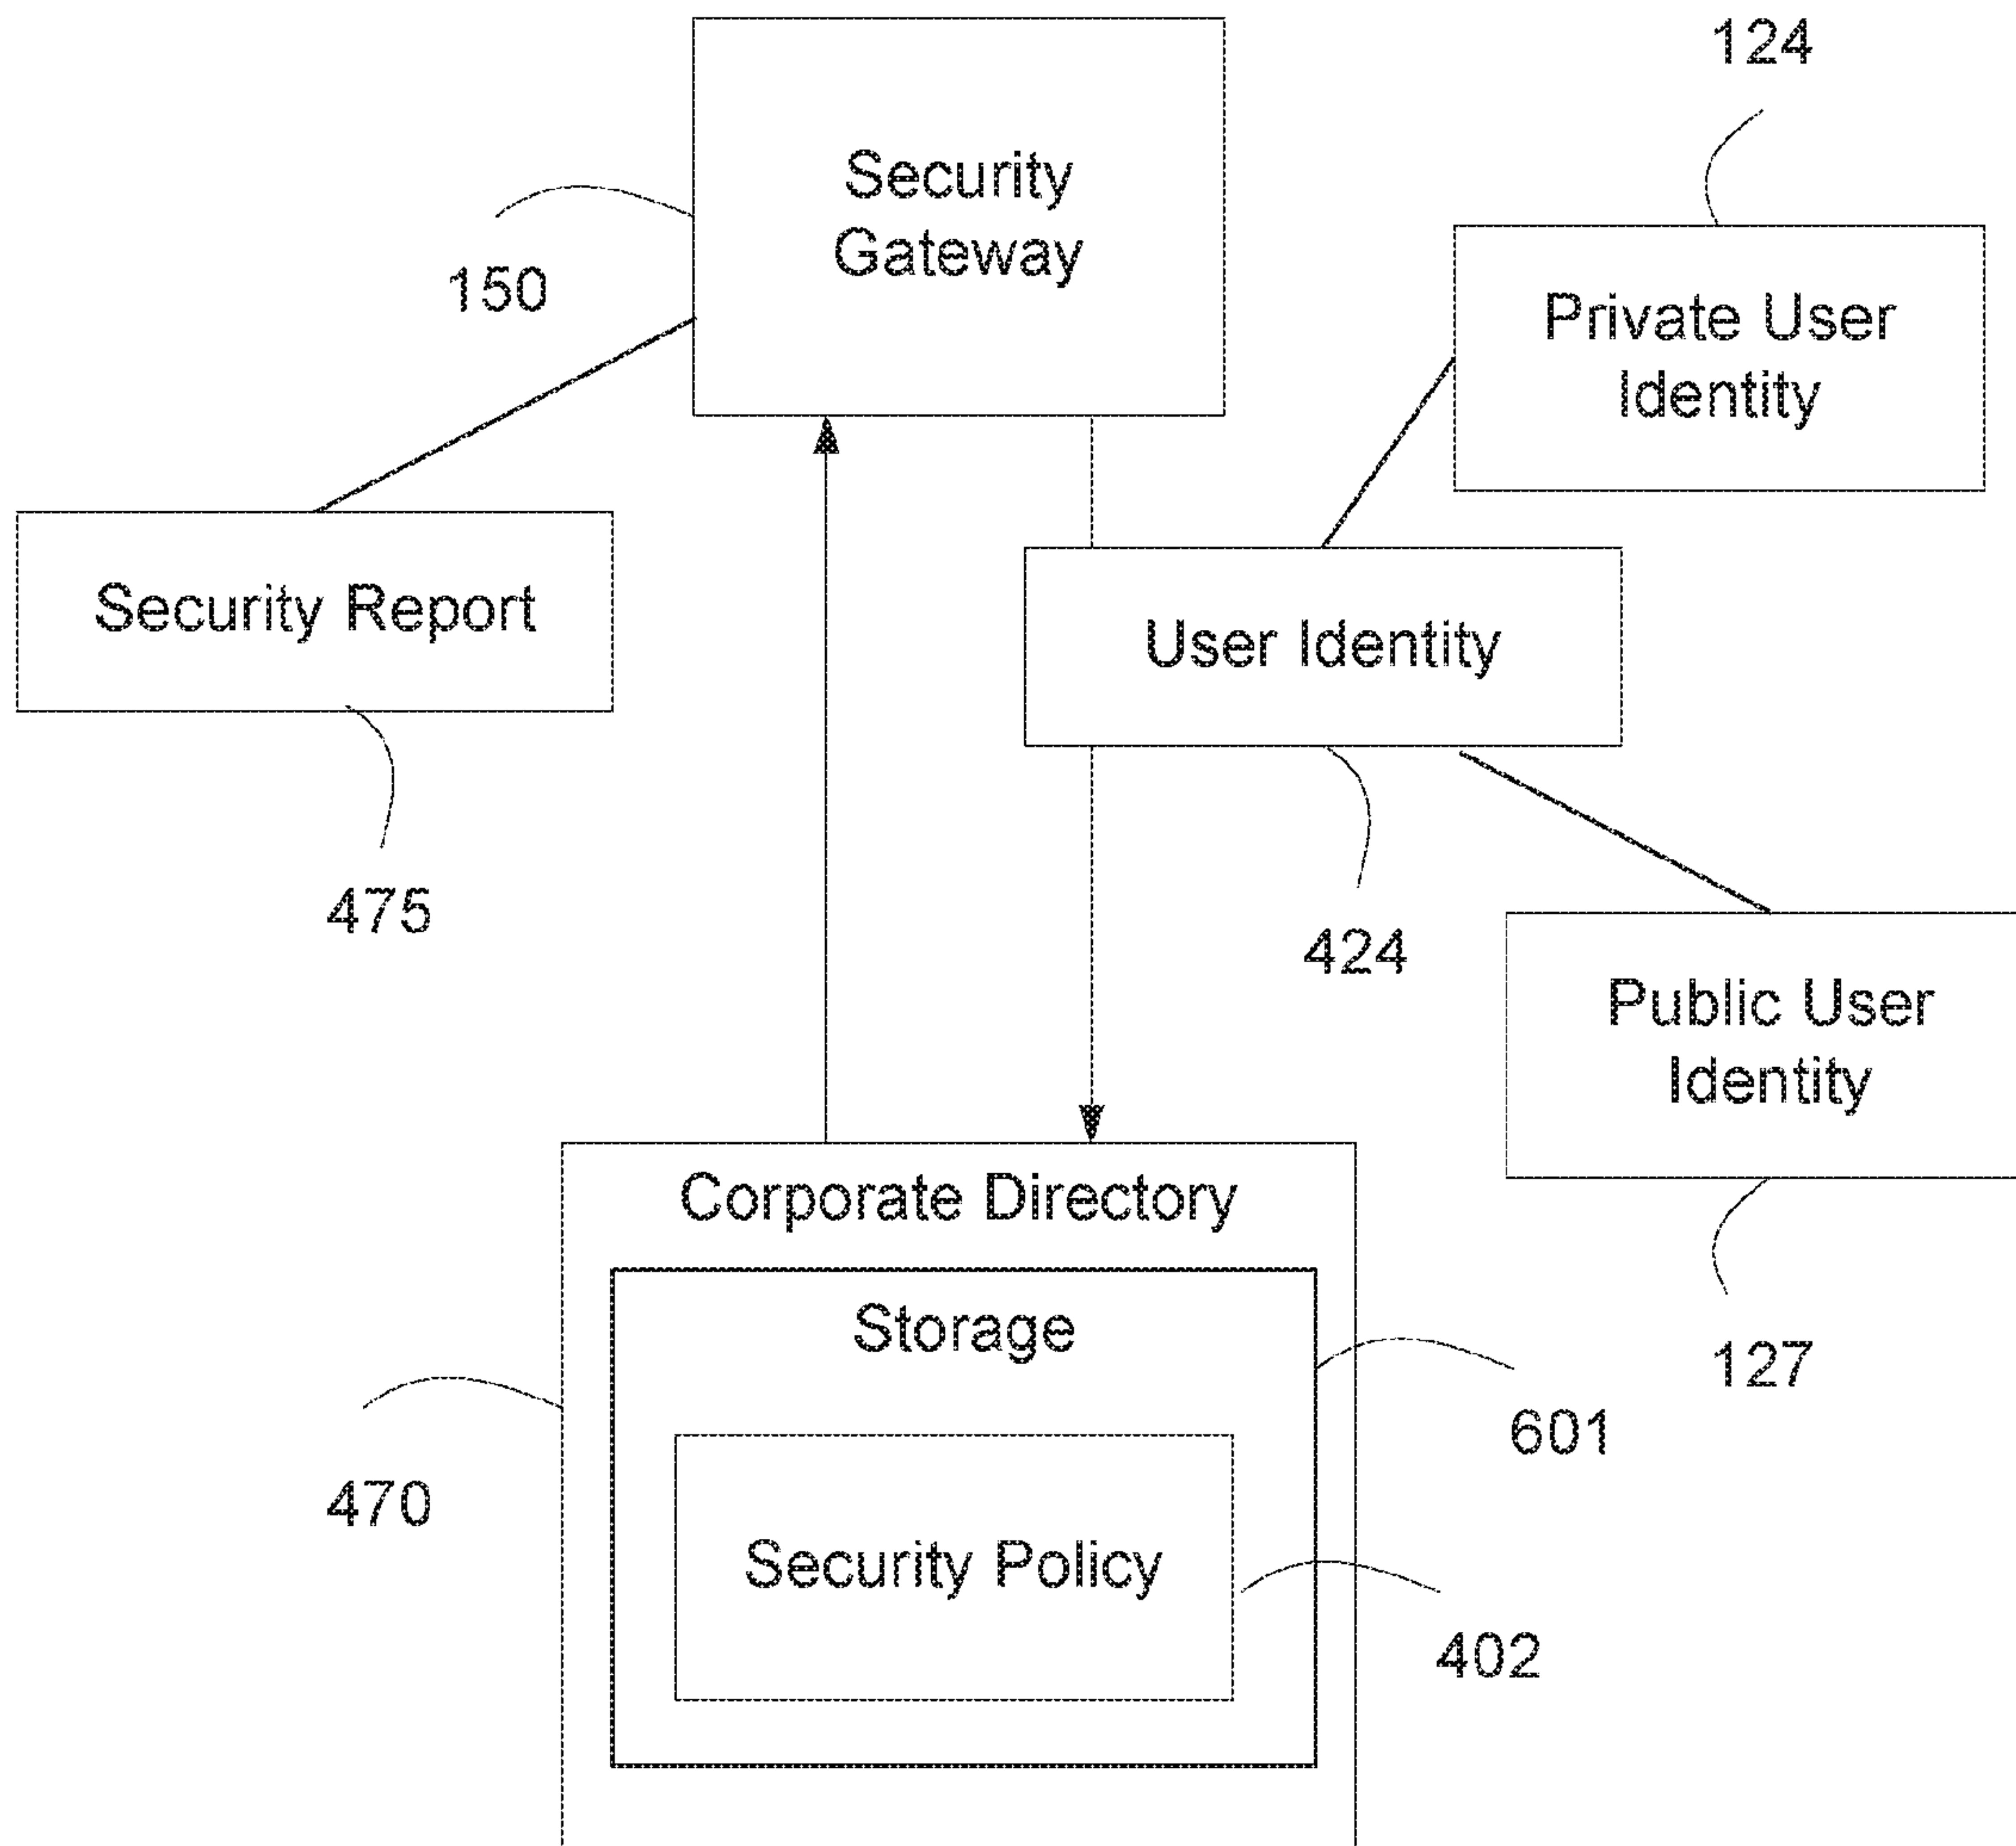 124
Security
Gateway
150
Private User
Identity
Security Report
User Identity
475
424
Public User
Identity
Corporate Directory
Storage
127
601
470
Security Policy
402